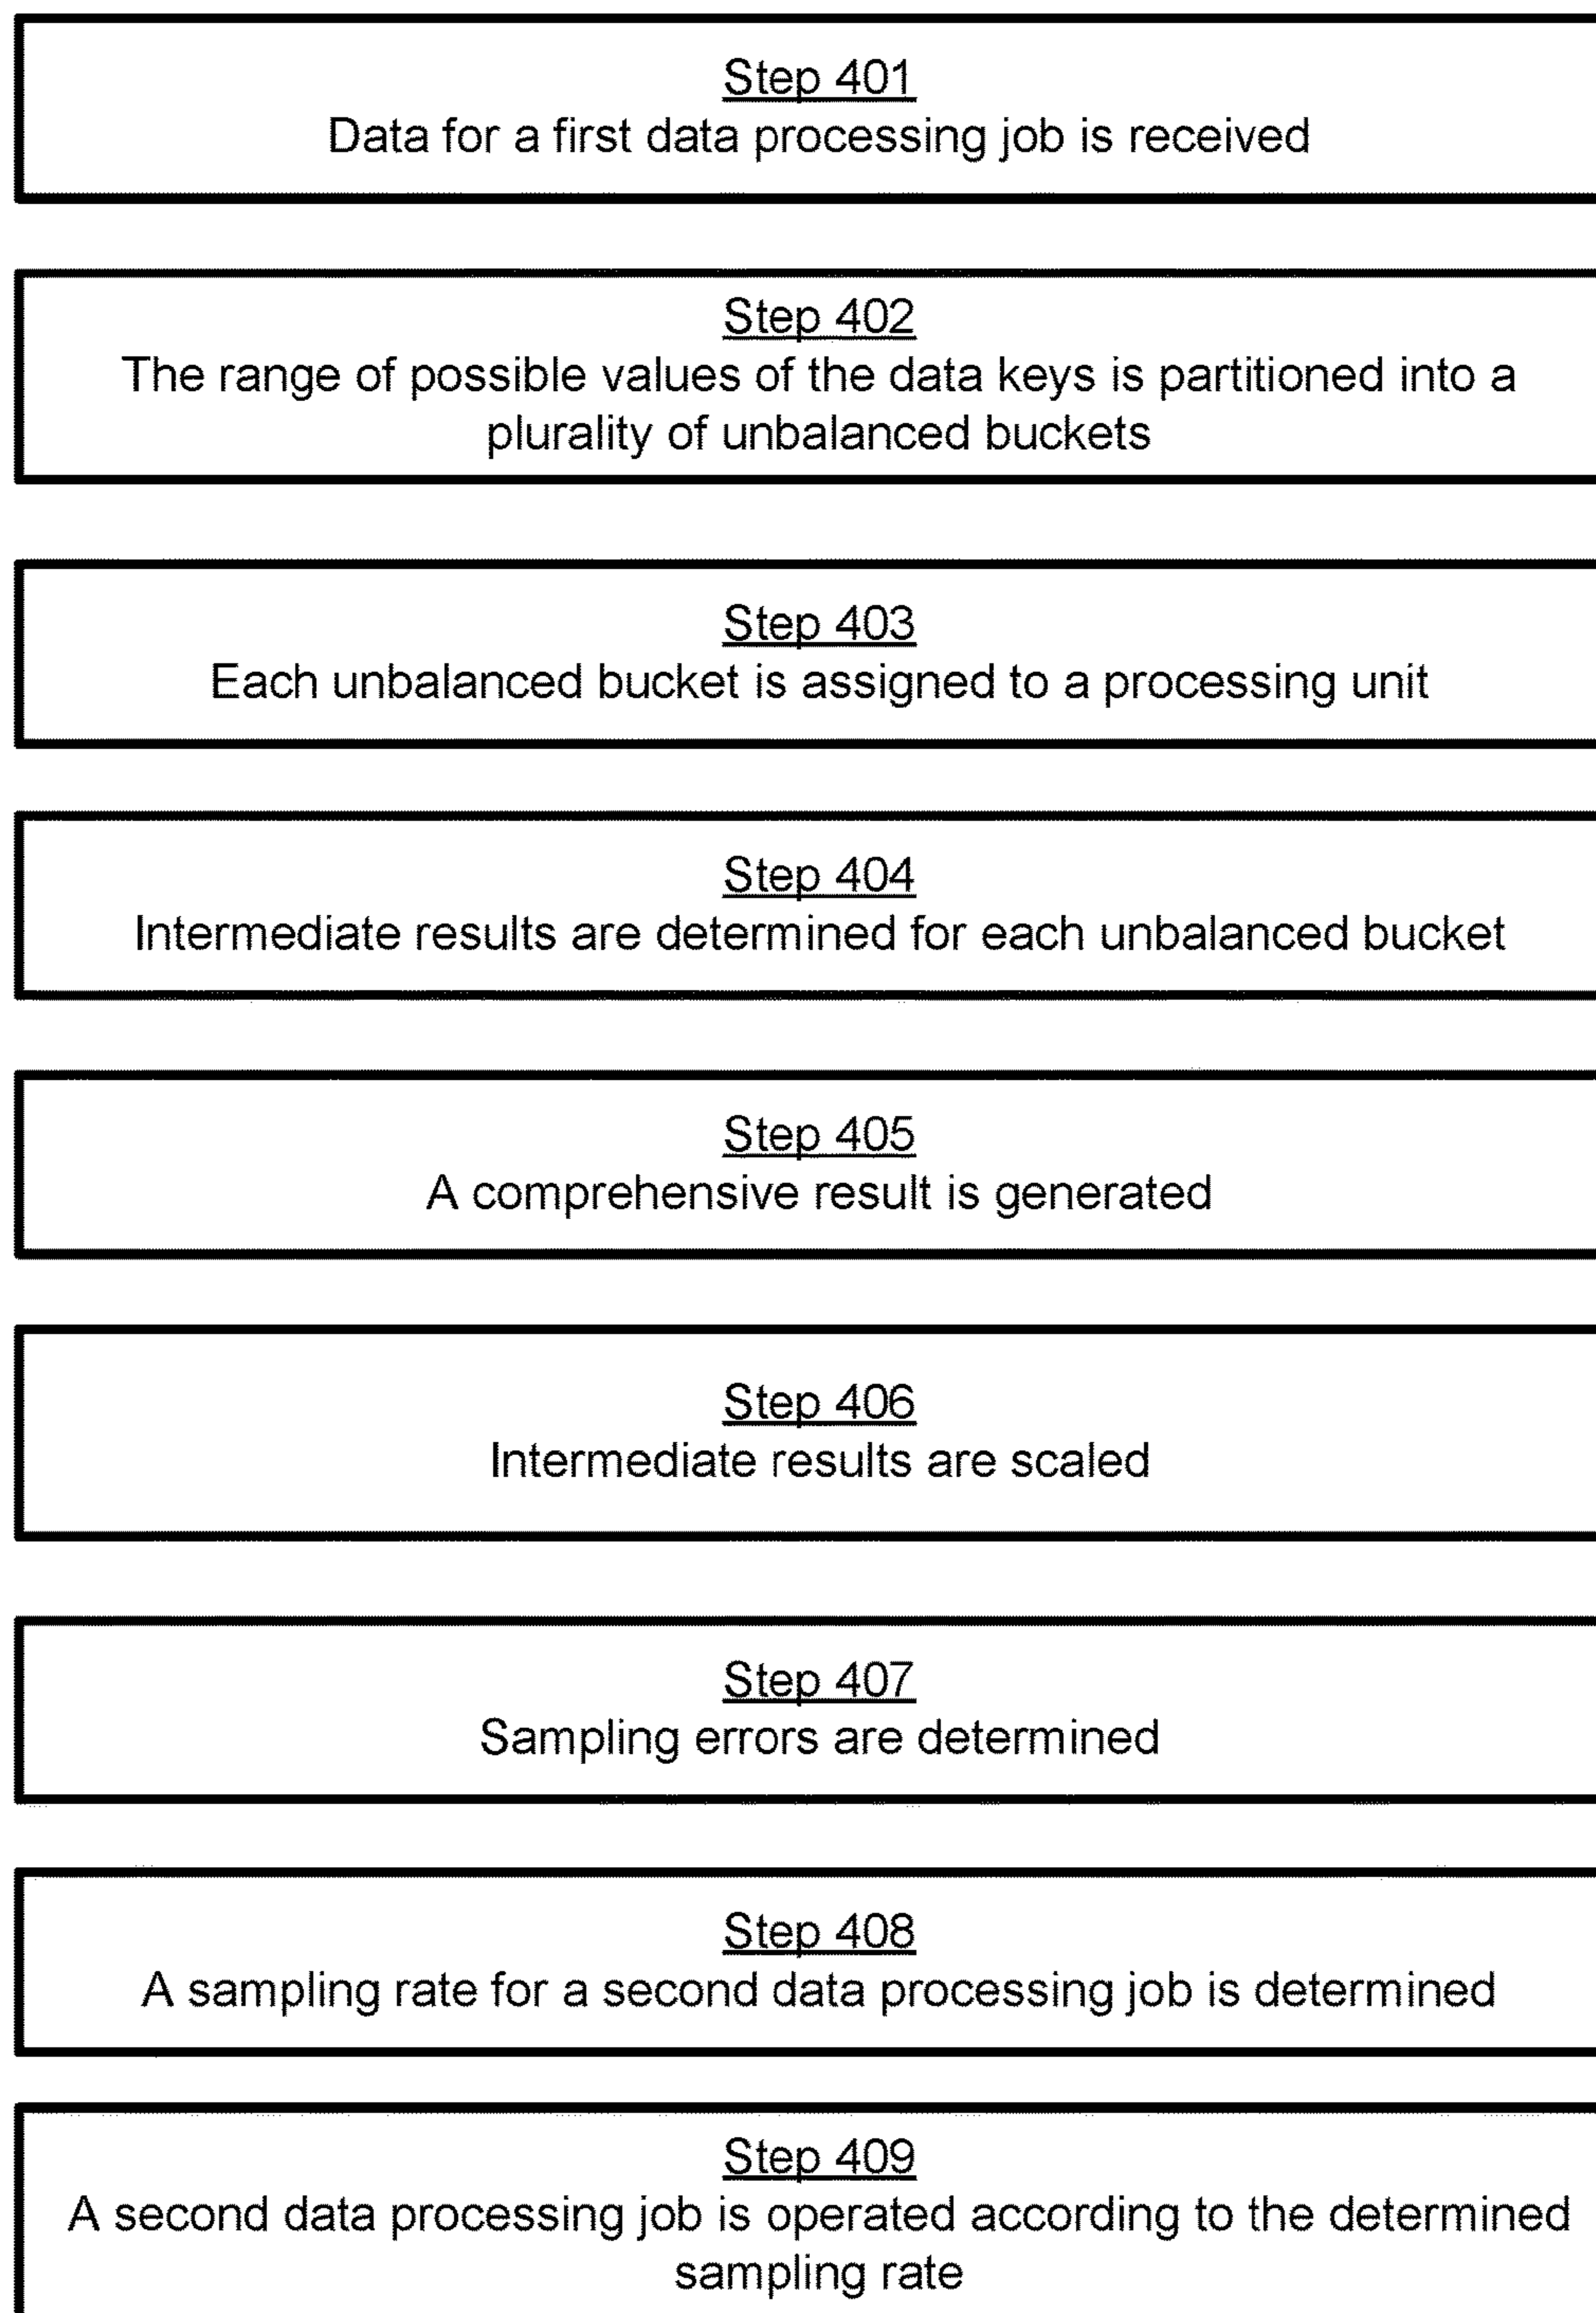 Step 401
Data for a first data processing job is received
Step 402
The range of possible values of the data keys is partitioned into a
plurality of unbalanced buckets
Step 403
Each unbalanced bucket is assigned to a processing unit
Step 404
Intermediate results are determined for each unbalanced bucket
Step 405
A comprehensive result is generated
Step 406
Intermediate results are scaled
Step 407
Sampling errors are determined
Step 408
A sampling rate for a second data processing job is determined
Step 409
A second data processing job is operated according to the determined
sampling rate